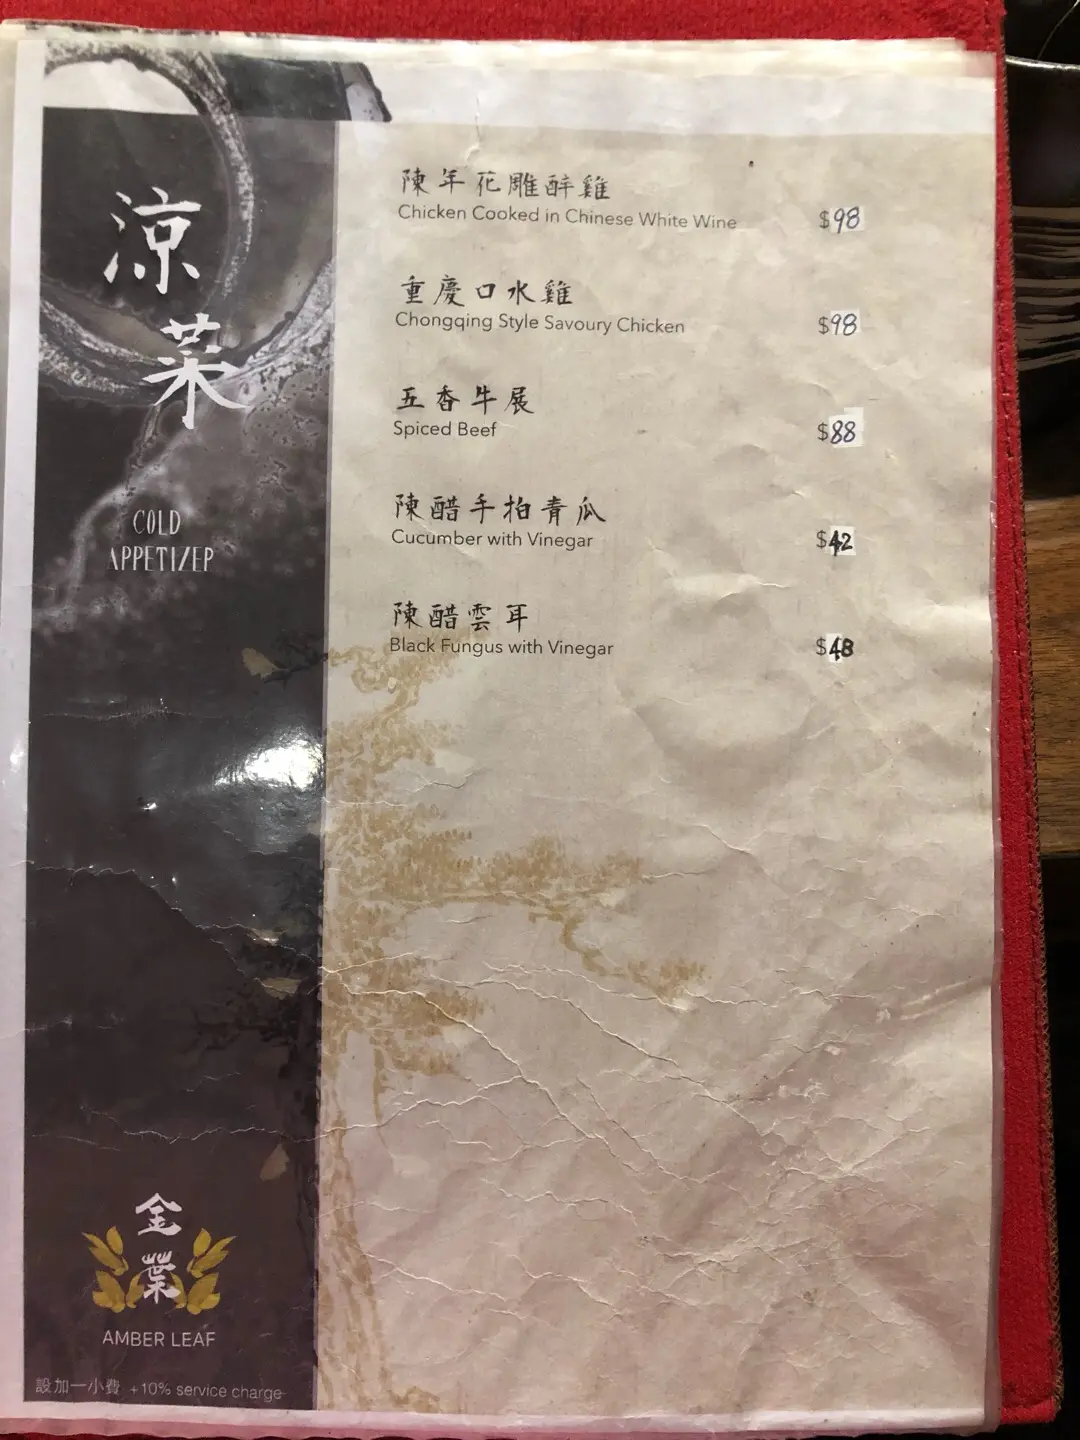 涼菜
COLD
APPETIZER
陳年花雕醉雞
Chicken Cooked in Chinese White Wine $98
重慶口水雞
Chongqing Style Savoury Chicken $98
五香牛展
Spiced Beef $88
陳醋手拍青瓜
Cucumber with Vinegar $42
陳醋雲耳
Black Fungus with Vinegar $48
金葉
AMBER LEAF
設加一小費 +10% service charge